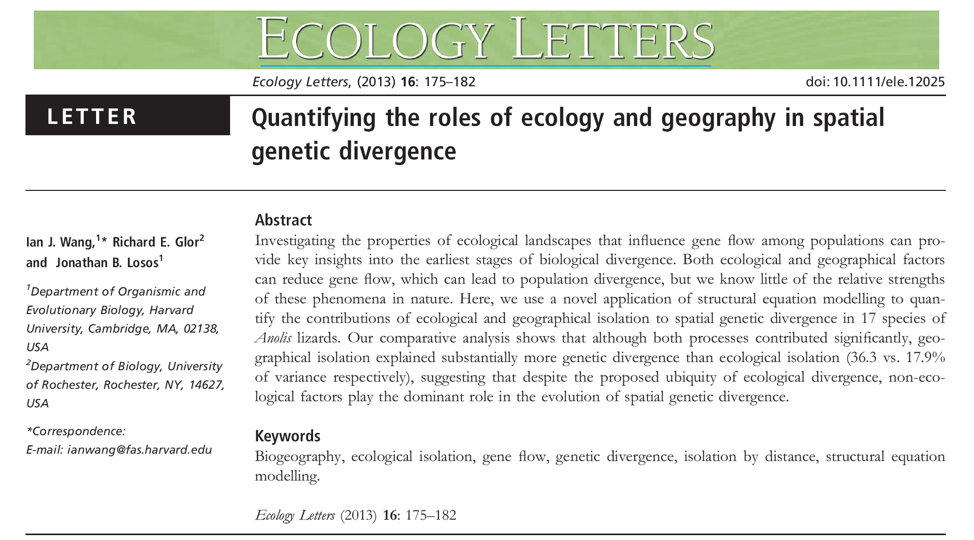 ECOLOGY LETTERS
Ecology Letters, (2013) 16: 175–182
doi: 10.1111/ele.12025
LETTER
Quantifying the roles of ecology and geography in spatial
genetic divergence
Ian J. Wang,1* Richard E. Glor2
and Jonathan B. Losos1
1Department of Organismic and
Evolutionary Biology, Harvard
University, Cambridge, MA, 02138,
USA
2Department of Biology, University
of Rochester, Rochester, NY, 14627,
USA
*Correspondence:
E-mail: ianwang@fas.harvard.edu
Abstract
Investigating the properties of ecological landscapes that influence gene flow among populations can pro-
vide key insights into the earliest stages of biological divergence. Both ecological and geographical factors
can reduce gene flow, which can lead to population divergence, but we know little of the relative strengths
of these phenomena in nature. Here, we use a novel application of structural equation modelling to quan-
tify the contributions of ecological and geographical isolation to spatial genetic divergence in 17 species of
Anolis lizards. Our comparative analysis shows that although both processes contributed significantly, geo-
graphical isolation explained substantially more genetic divergence than ecological isolation (36.3 vs. 17.9%
of variance respectively), suggesting that despite the proposed ubiquity of ecological divergence, non-eco-
logical factors play the dominant role in the evolution of spatial genetic divergence.
Keywords
Biogeography, ecological isolation, gene flow, genetic divergence, isolation by distance, structural equation
modelling.
Ecology Letters (2013) 16: 175–182